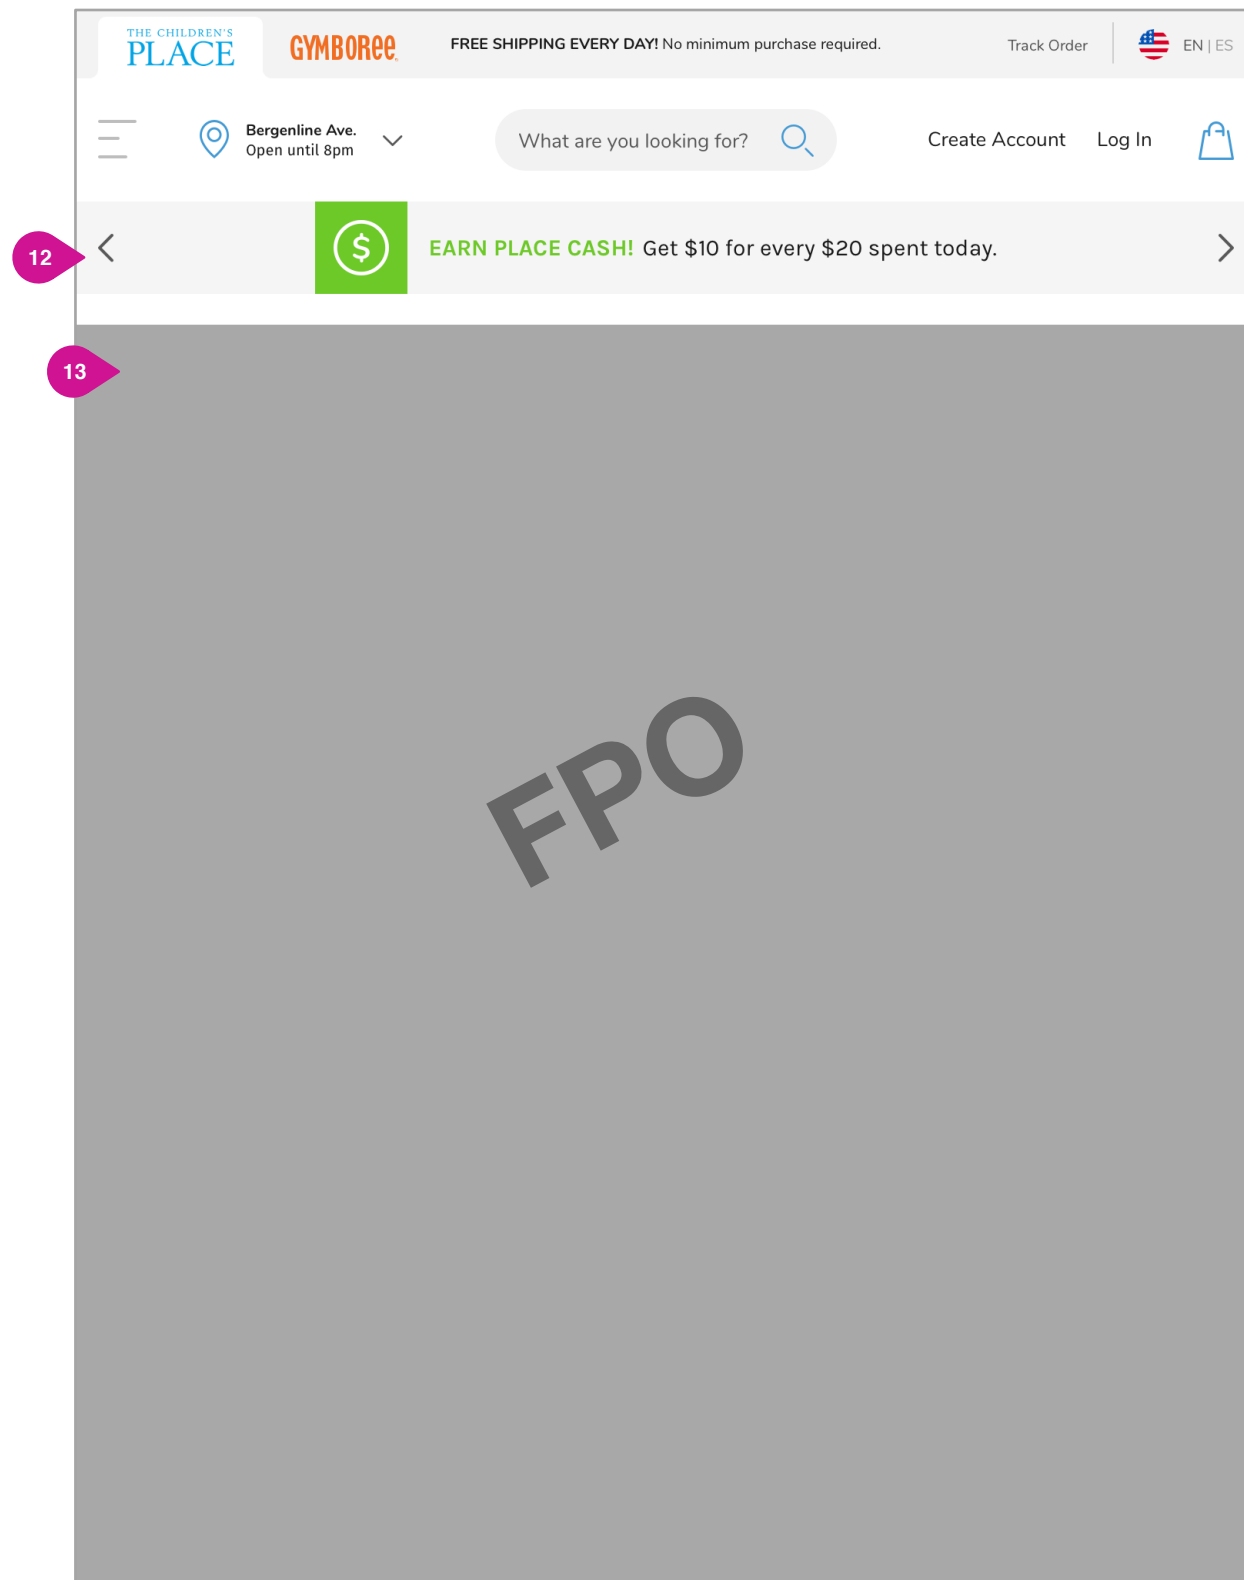 THE CHILDREN'S
PLACE
GYMBOREE
FREE SHIPPING EVERY DAY! No minimum purchase required.
Track Order
EN | ES
Bergenline Ave.
Open until 8pm
What are you looking for?
Create Account
Log In
12
$
EARN PLACE CASH! Get $10 for every $20 spent today.
13
FPO